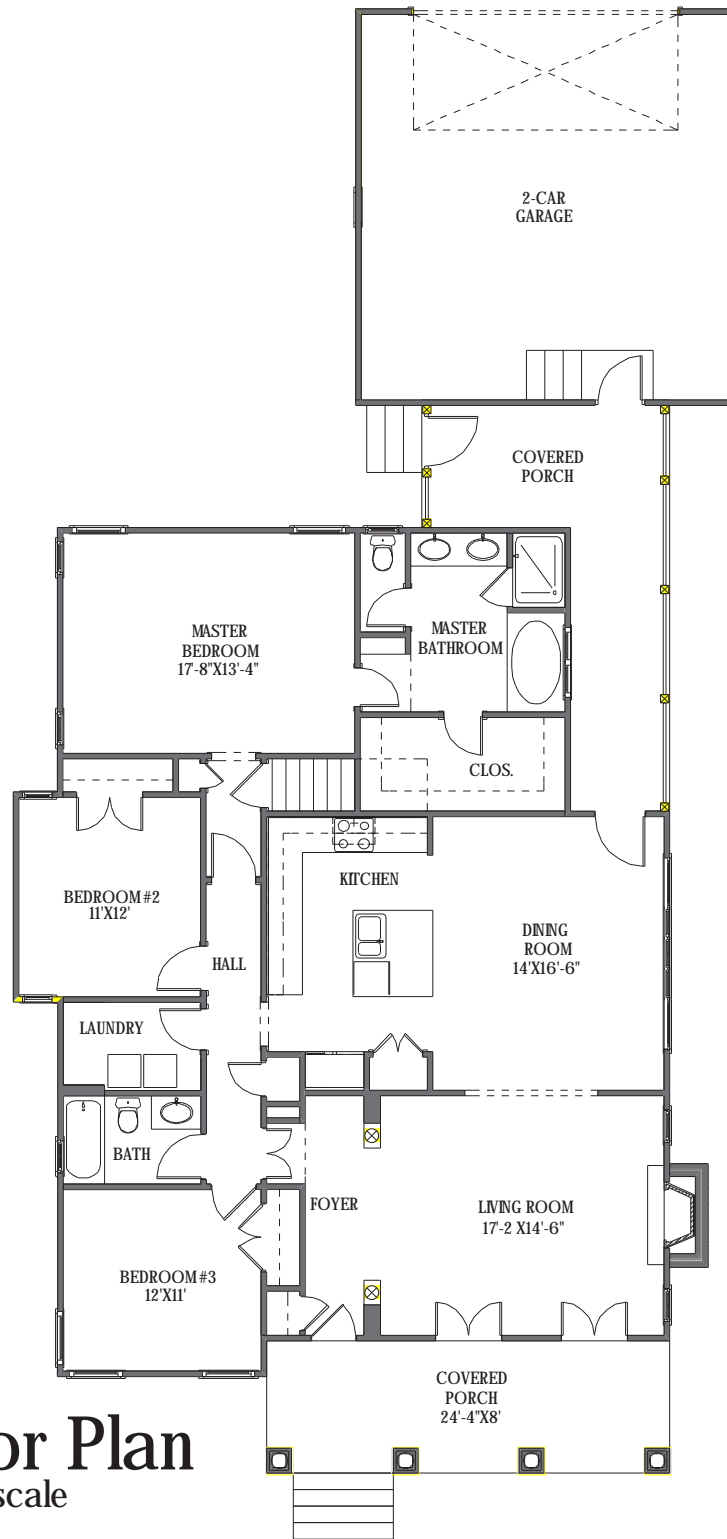 2-CAR
GARAGE
COVERED
PORCH
MASTER
BEDROOM
17'-8"X13'-4"
MASTER
BATHROOM
CLOS.
KITCHEN
BEDROOM #2
11'X12'
HALL
DINING
ROOM
14'X16'-6"
LAUNDRY
BATH
FOYER
LIVING ROOM
17'-2 X14'-6"
BEDROOM #3
12'X11'
COVERED
PORCH
24'-4"X8'
or Plan
scale